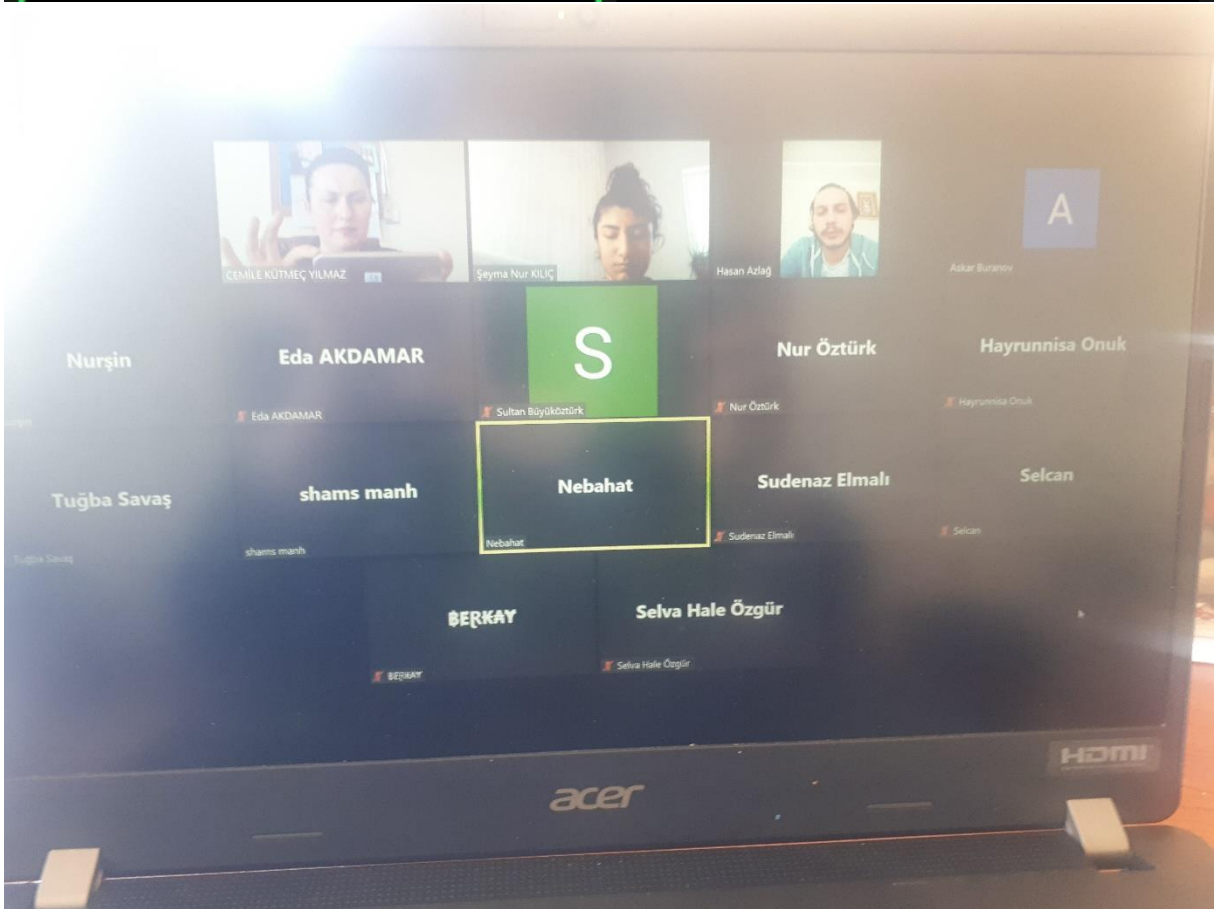 CEMİLE KÜTMEÇ YILMAZ
Şeyma Nur KILIÇ
Hasan Azlağ
A
Askar Buranov
Nurşin
Eda AKDAMAR
Eda AKDAMAR
S
Sultan Büyüköztürk
Nur Öztürk
Nur Öztürk
Hayrunnisa Onuk
Hayrunnisa Onuk
Tuğba Savaş
Tuğba Savaş
shams manh
shams manh
Nebahat
Nebahat
Sudenaz Elmalı
Sudenaz Elmalı
Selcan
Selcan
BERKAY
BERKAY
Selva Hale Özgür
Selva Hale Özgür
HDMI
acer